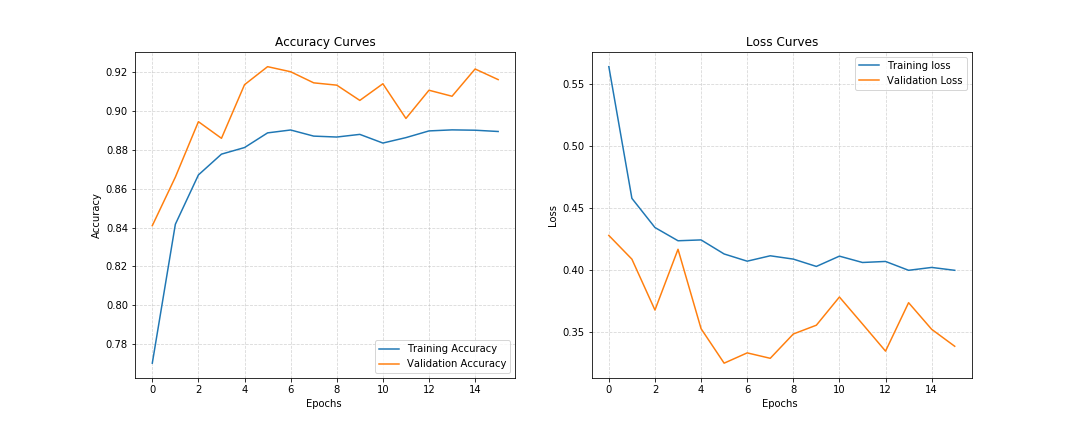 Accuracy Curves
Accuracy
0.92
0.90
0.88
0.86
0.84
0.82
0.80
0.78
0 2 4 6 8 10 12 14
Epochs
Training Accuracy
Validation Accuracy
Loss Curves
Loss
0.55
0.50
0.45
0.40
0.35
0 2 4 6 8 10 12 14
Epochs
Training loss
Validation Loss